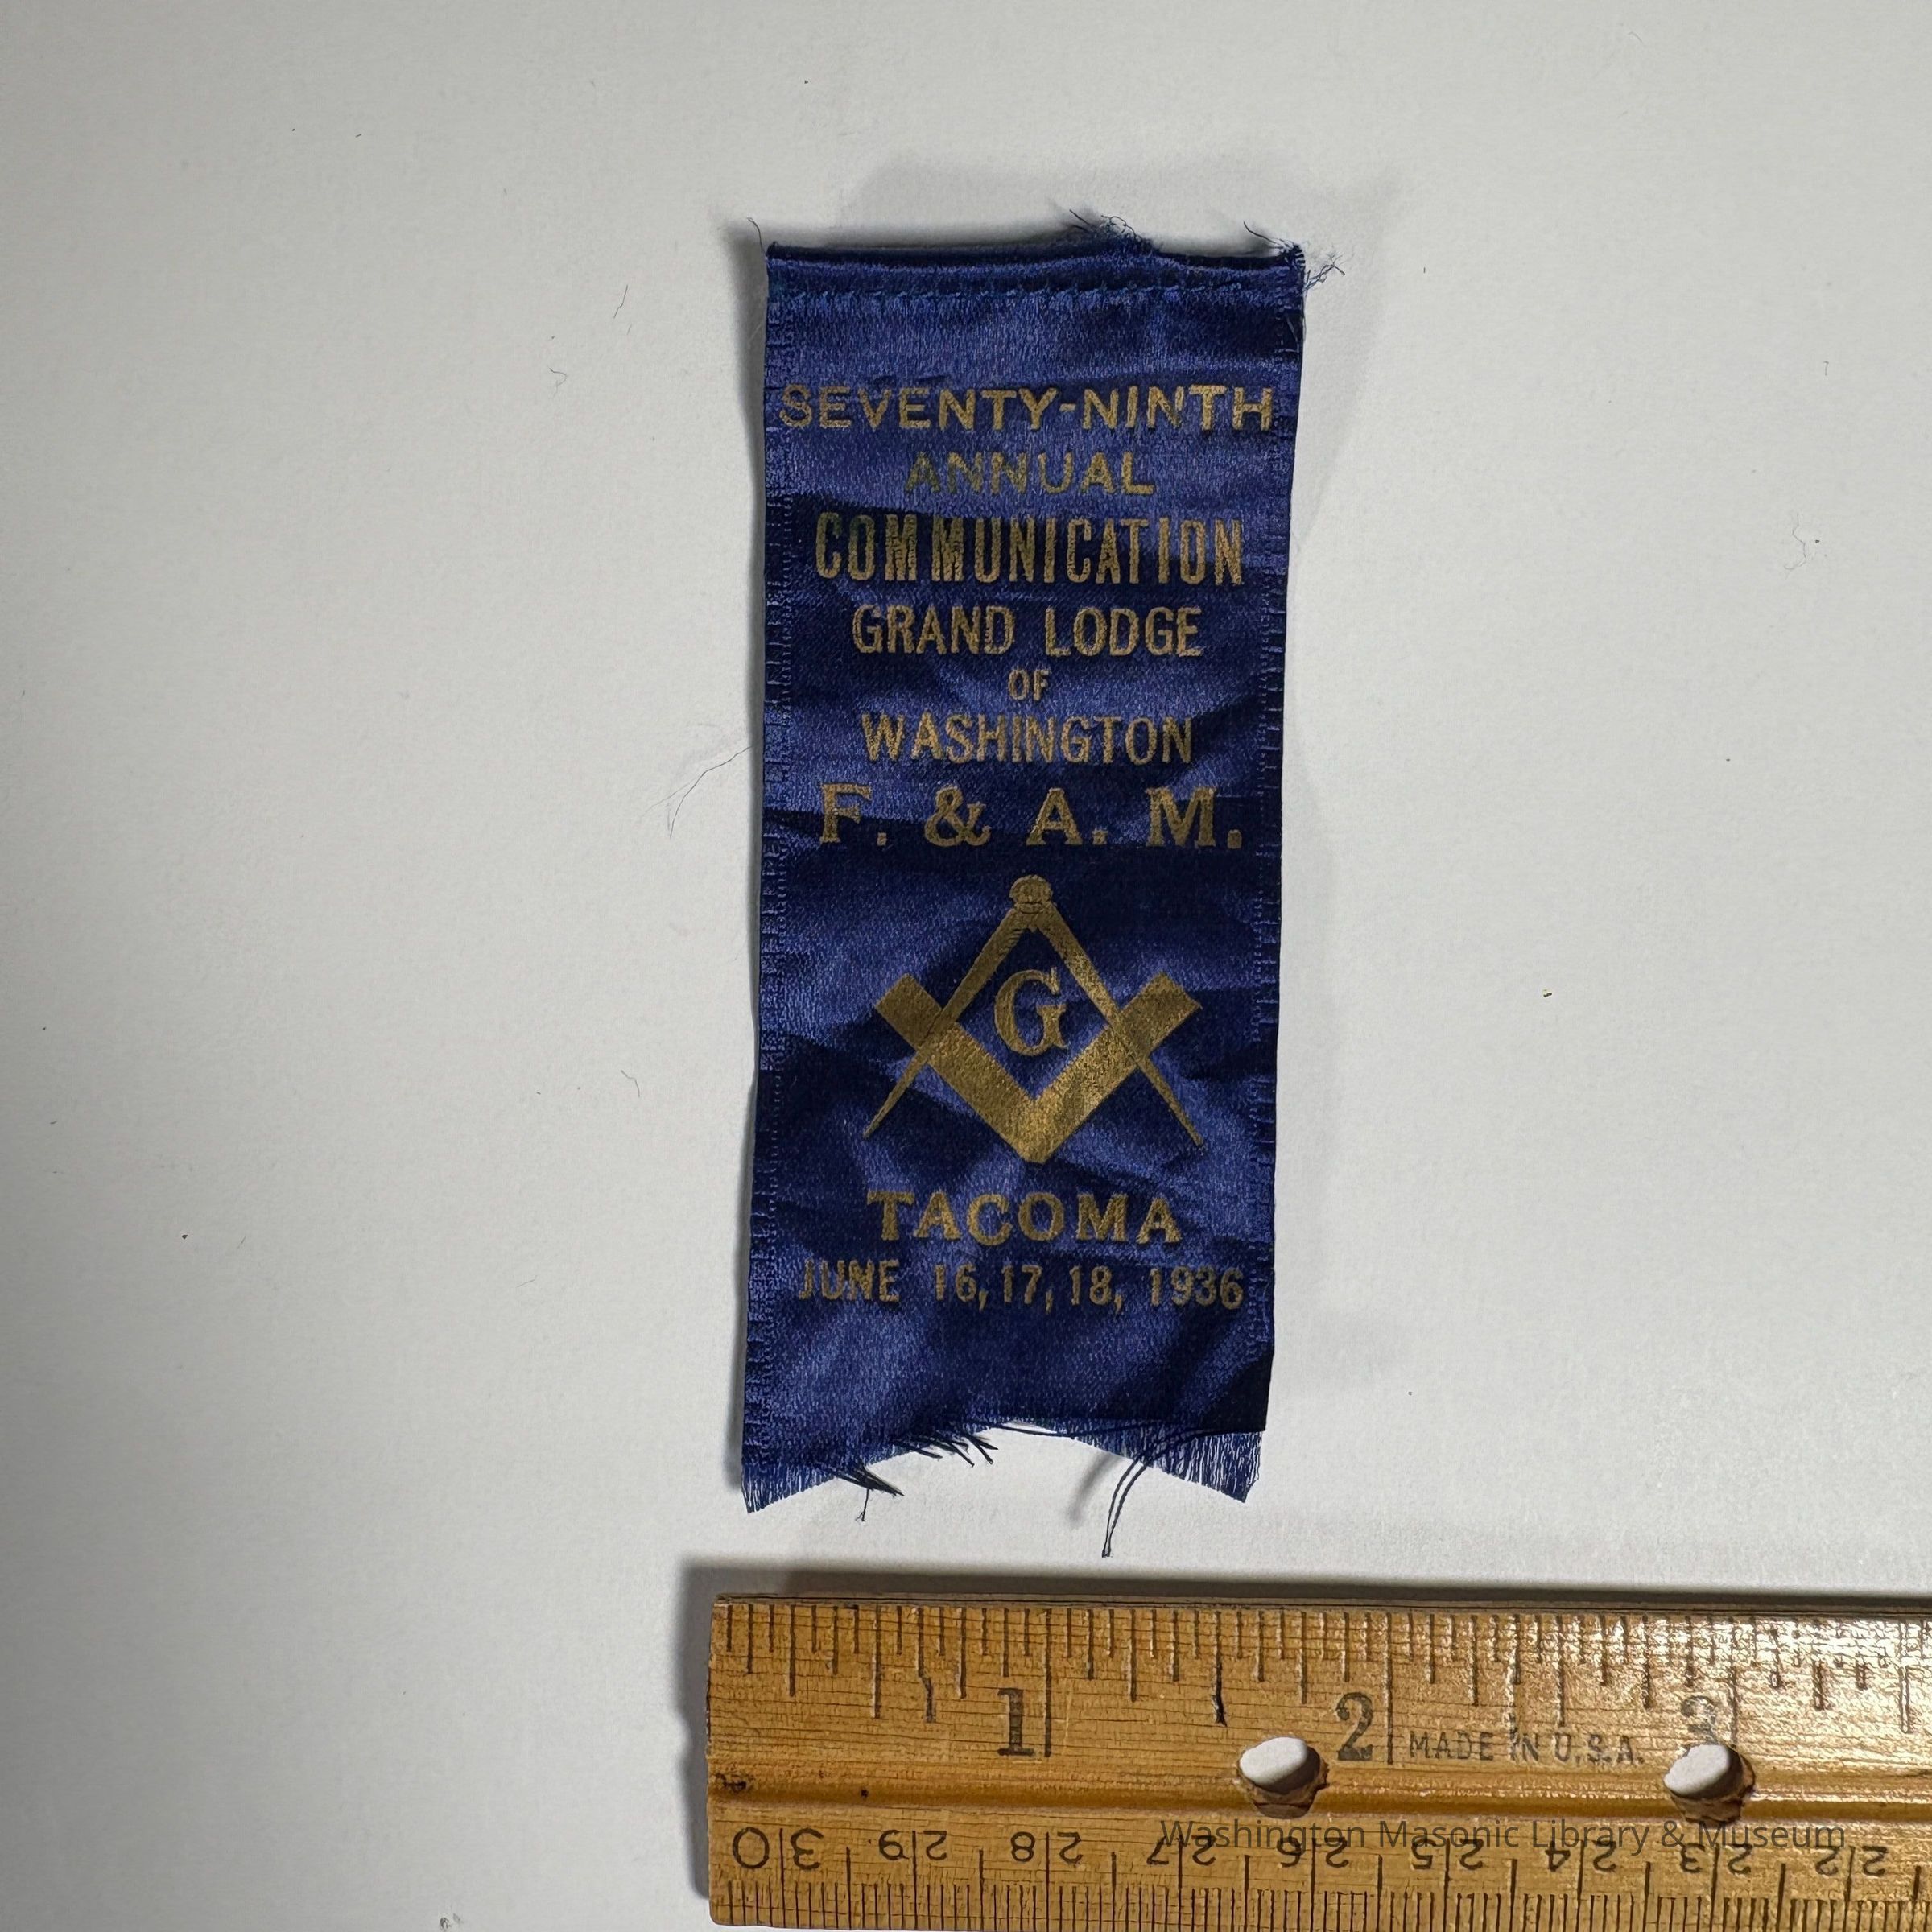 SEVENTY-NINTH
ANNUAL
COMMUNICATION
GRAND LODGE
OF
WASHINGTON
F. & A. M.
G
TACOMA
JUNE 16, 17, 18, 1936
1 2 MADE IN U.S.A. 3
30 29 28 27 26 25 24 23 22
Washington Masonic Library & Museum